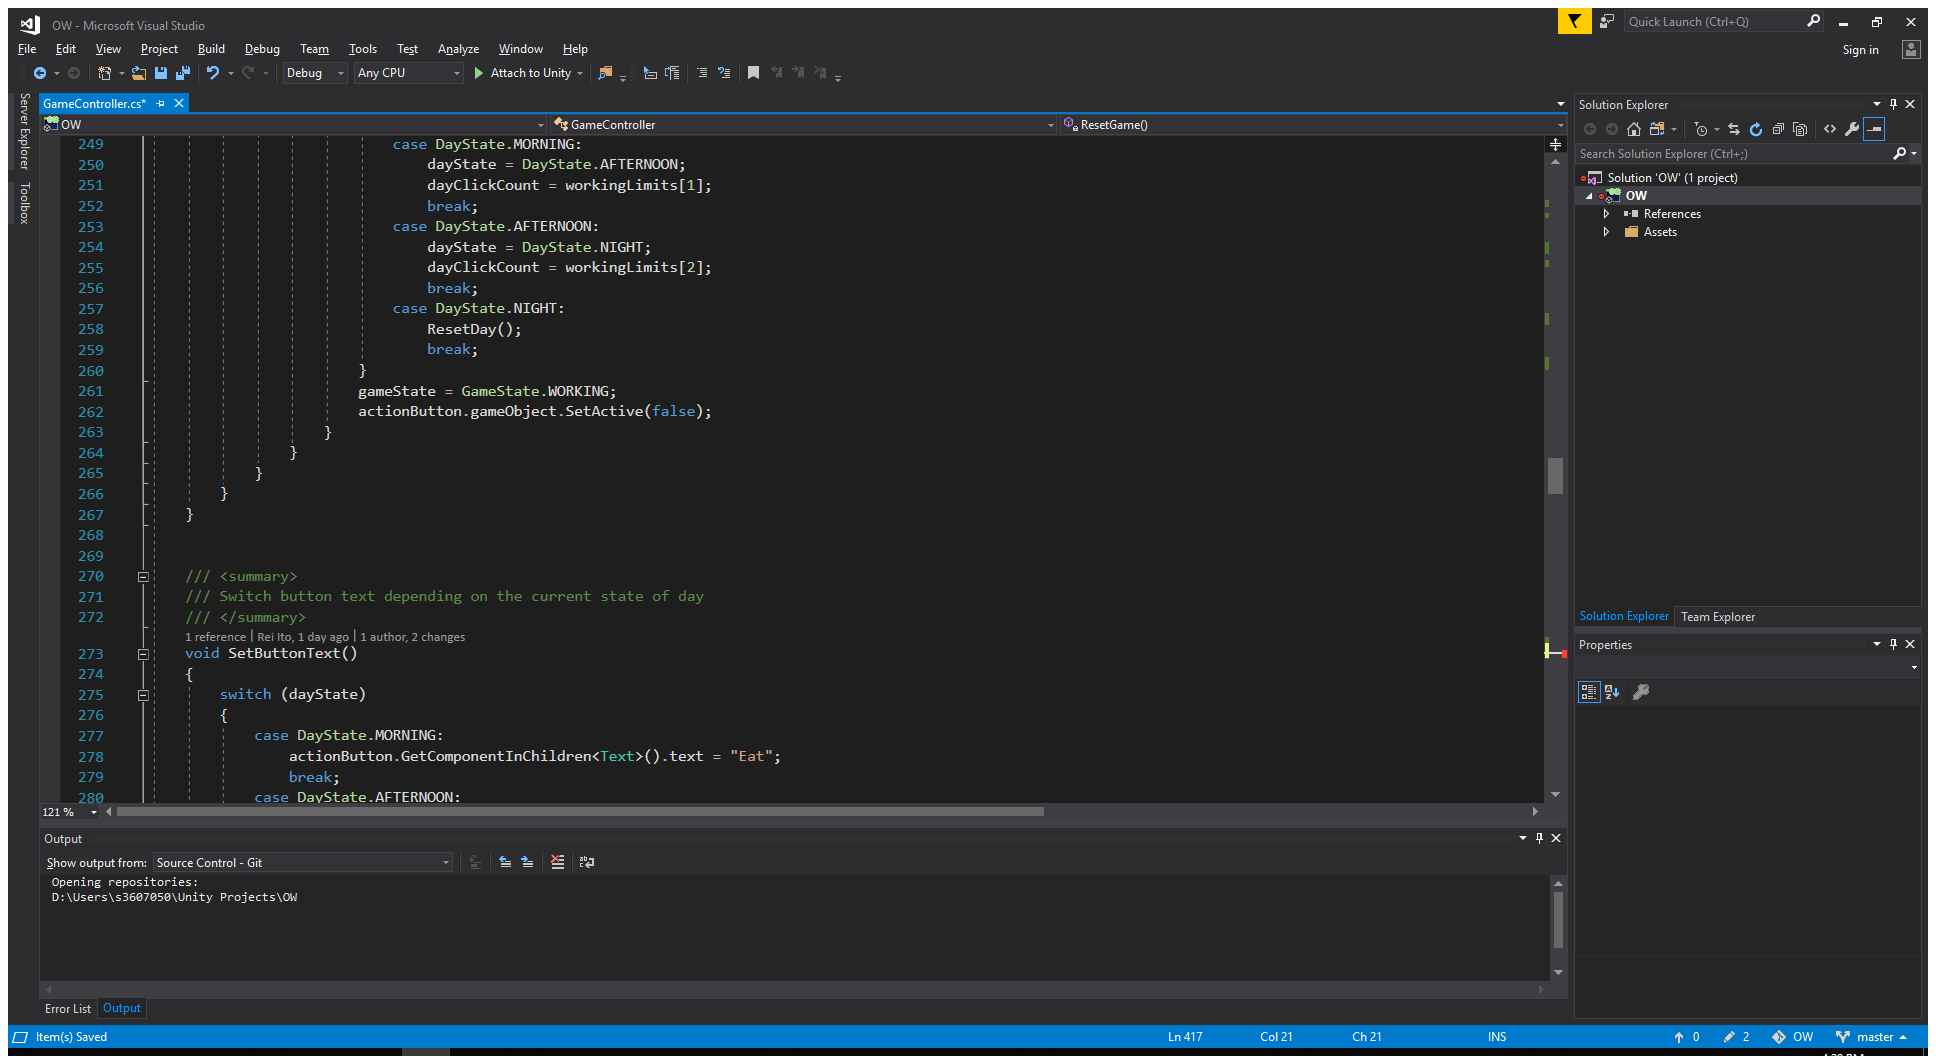 OW - Microsoft Visual Studio
Quick Launch (Ctrl+Q)
File Edit View Project Build Debug Team Tools Test Analyze Window Help
Sign in
Debug Any CPU Attach to Unity
Server Explorer
Toolbox
GameController.cs*
OW GameController ResetGame()
249 case DayState.MORNING:
250 dayState = DayState.AFTERNOON;
251 dayClickCount = workingLimits[1];
252 break;
253 case DayState.AFTERNOON:
254 dayState = DayState.NIGHT;
255 dayClickCount = workingLimits[2];
256 break;
257 case DayState.NIGHT:
258 ResetDay();
259 break;
260 }
261 gameState = GameState.WORKING;
262 actionButton.gameObject.SetActive(false);
263 }
264 }
265 }
266 }
267 }
268
269
270 /// <summary>
271 /// Switch button text depending on the current state of day
272 /// </summary>
1 reference | Rei Ito, 1 day ago | 1 author, 2 changes
273 void SetButtonText()
274 {
275 switch (dayState)
276 {
277 case DayState.MORNING:
278 actionButton.GetComponentInChildren<Text>().text = "Eat";
279 break;
280 case DayState.AFTERNOON:
121 %
Solution Explorer
Search Solution Explorer (Ctrl+;)
Solution 'OW' (1 project)
OW
References
Assets
Solution Explorer Team Explorer
Properties
Output
Show output from: Source Control - Git
Opening repositories:
D:\Users\s3607050\Unity Projects\OW
Error List Output
Item(s) Saved Ln 417 Col 21 Ch 21 INS 0 2 OW master